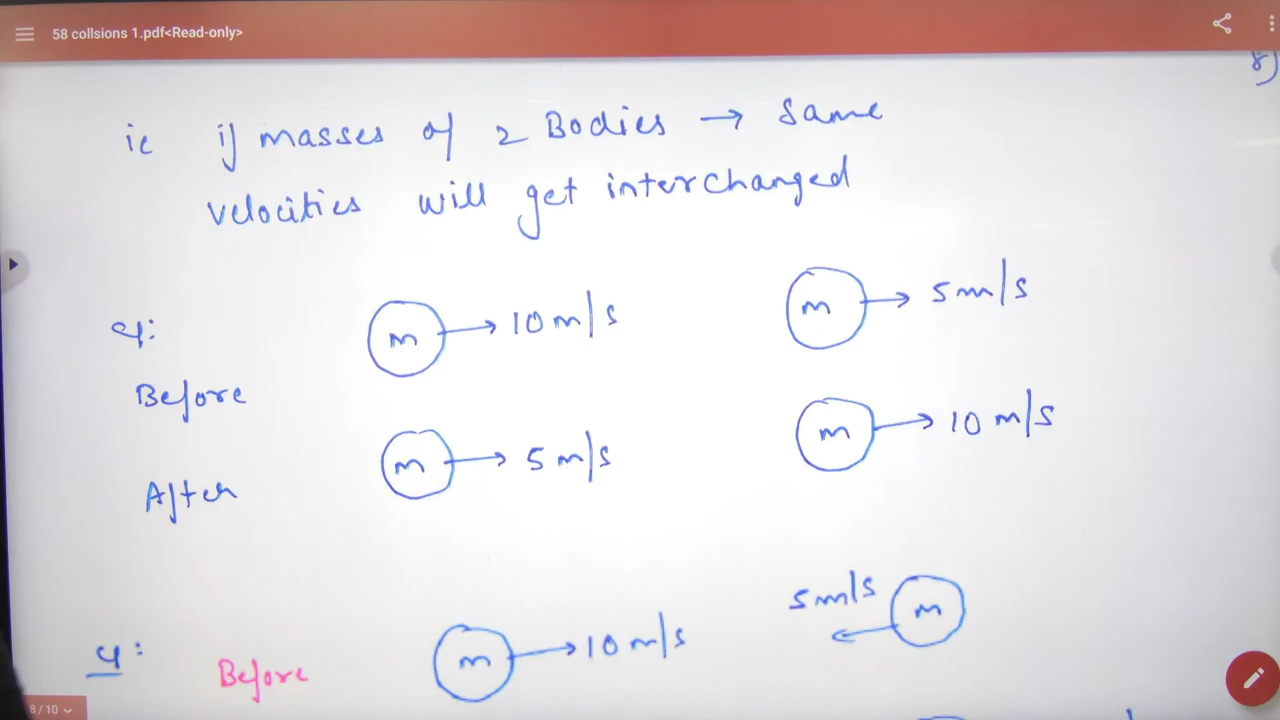 58 collsions 1.pdf<Read-only>
8)
ie if masses of 2 Bodies → same
velocities will get interchanged
eg:
Before
m → 10 m/s
m → 5 m/s
After
m → 5 m/s
m → 10 m/s
eg:
Before
m → 10 m/s
5 m/s ← m
8 / 10